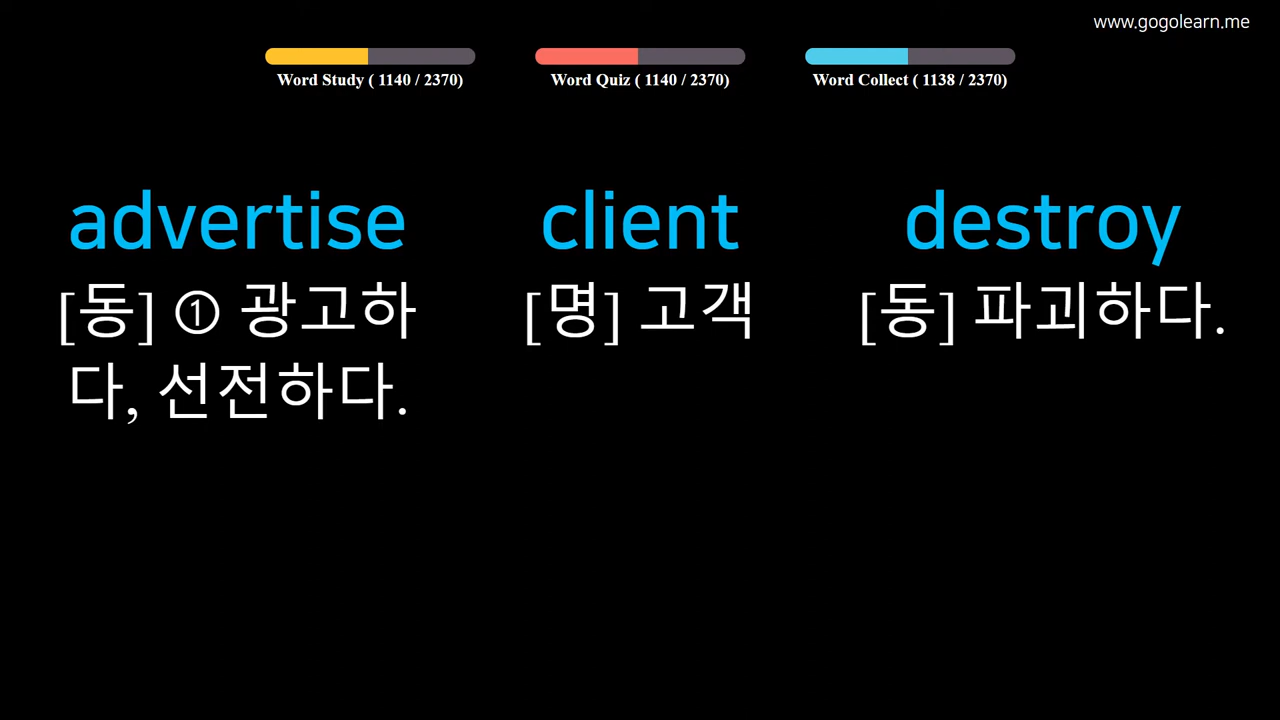 www.gogolearn.me
Word Study ( 1140 / 2370)
Word Quiz ( 1140 / 2370)
Word Collect ( 1138 / 2370)
advertise
[동] ① 광고하
다, 선전하다.
client
[명] 고객
destroy
[동] 파괴하다.